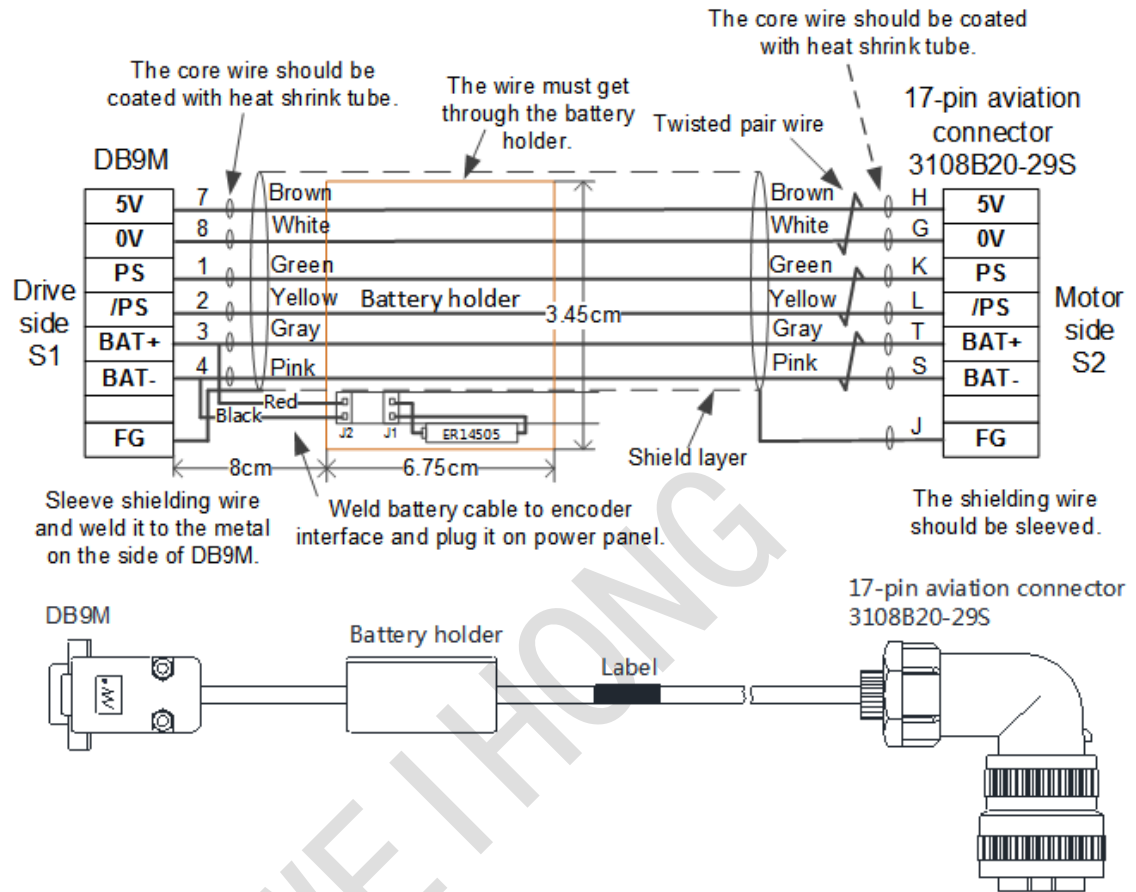 The core wire should be coated
with heat shrink tube.
The core wire should be
coated with heat shrink tube.
The wire must get
through the battery
holder.
Twisted pair wire
17-pin aviation
connector
3108B20-29S
DB9M
Drive
side
S1
5V
0V
PS
/PS
BAT+
BAT-
FG
7
8
1
2
3
4
Brown
White
Green
Yellow
Gray
Pink
Red
Black
Battery holder
3.45cm
J2
J1
ER14505
8cm
6.75cm
Brown
White
Green
Yellow
Gray
Pink
H
G
K
L
T
S
J
5V
0V
PS
/PS
BAT+
BAT-
FG
Motor
side
S2
Shield layer
Sleeve shielding wire
and weld it to the metal
on the side of DB9M.
Weld battery cable to encoder
interface and plug it on power panel.
The shielding wire
should be sleeved.
DB9M
Battery holder
Label
17-pin aviation connector
3108B20-29S
WEIHONG